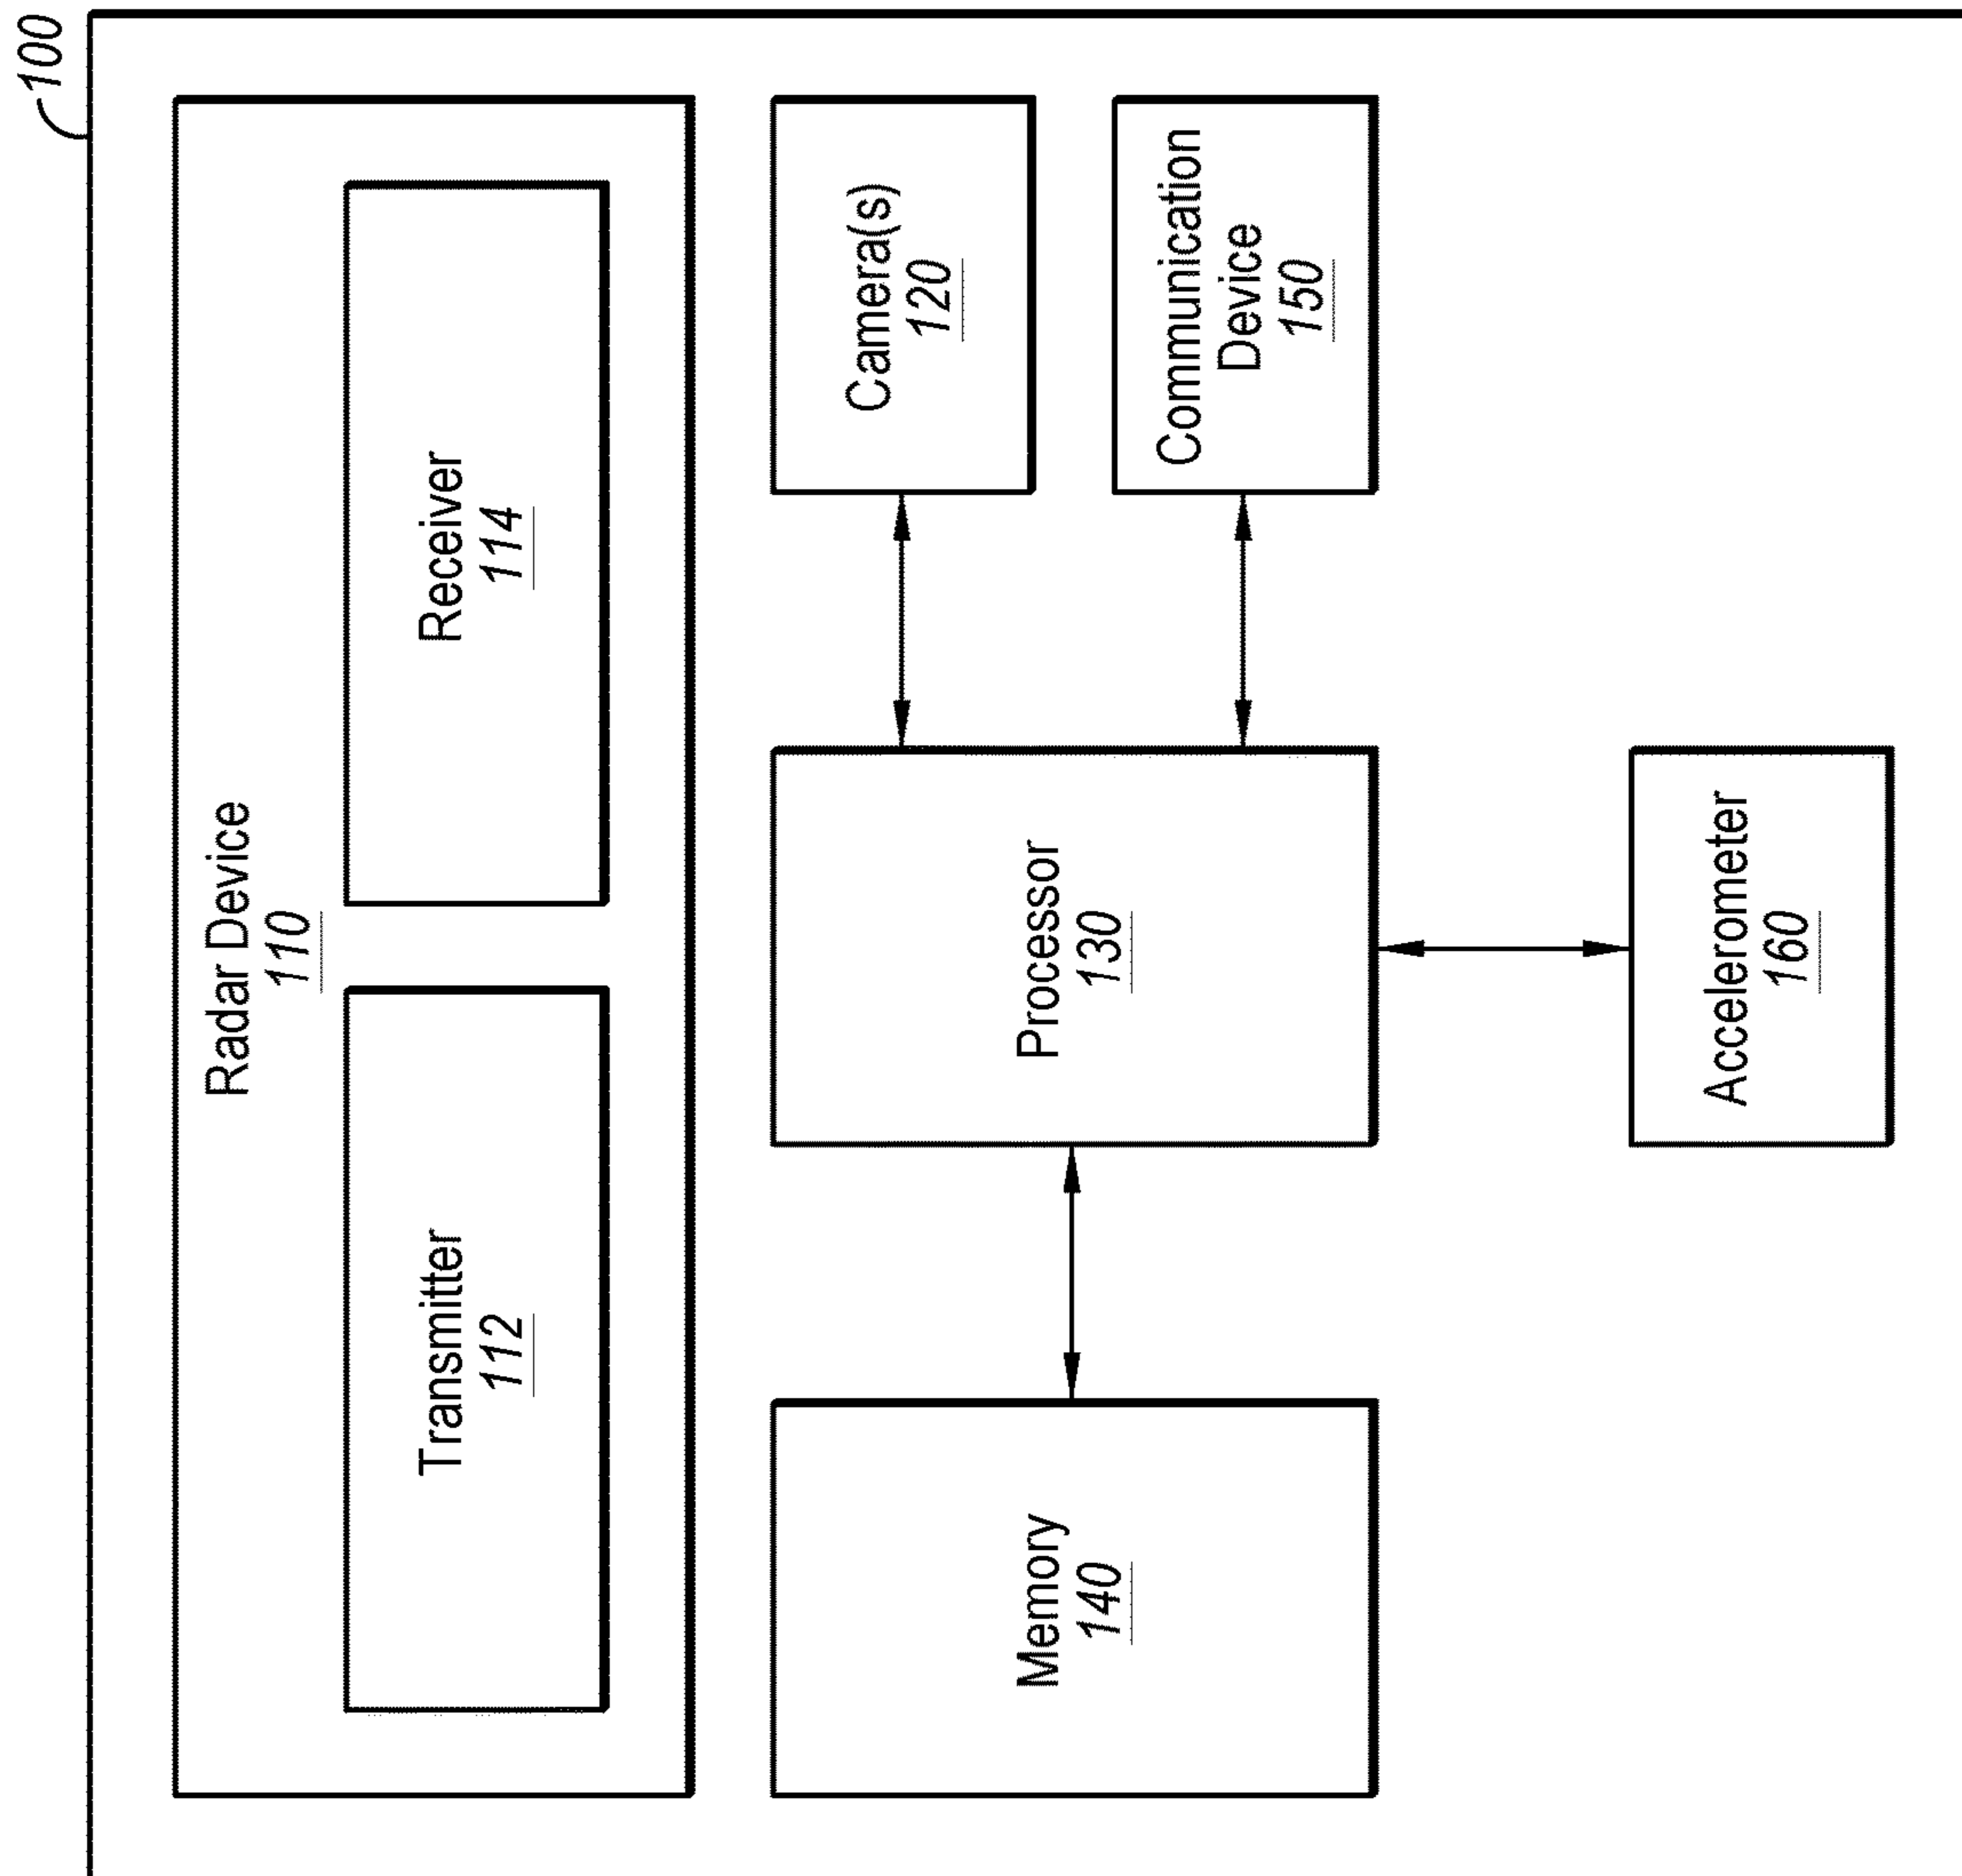 100
Radar Device
110
Transmitter
112
Receiver
114
Memory
140
Processor
130
Camera(s)
120
Communication
Device
150
Accelerometer
160